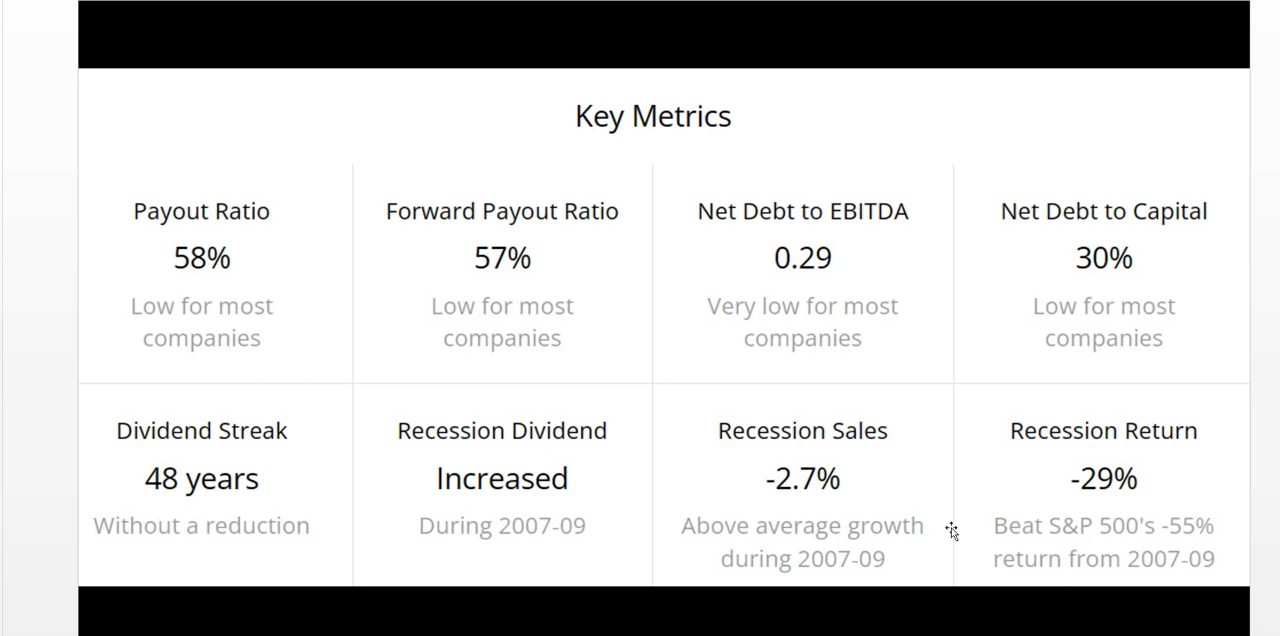 Key Metrics
Payout Ratio
58%
Low for most
companies
Forward Payout Ratio
57%
Low for most
companies
Net Debt to EBITDA
0.29
Very low for most
companies
Net Debt to Capital
30%
Low for most
companies
Dividend Streak
48 years
Without a reduction
Recession Dividend
Increased
During 2007-09
Recession Sales
-2.7%
Above average growth
during 2007-09
Recession Return
-29%
Beat S&P 500's -55%
return from 2007-09